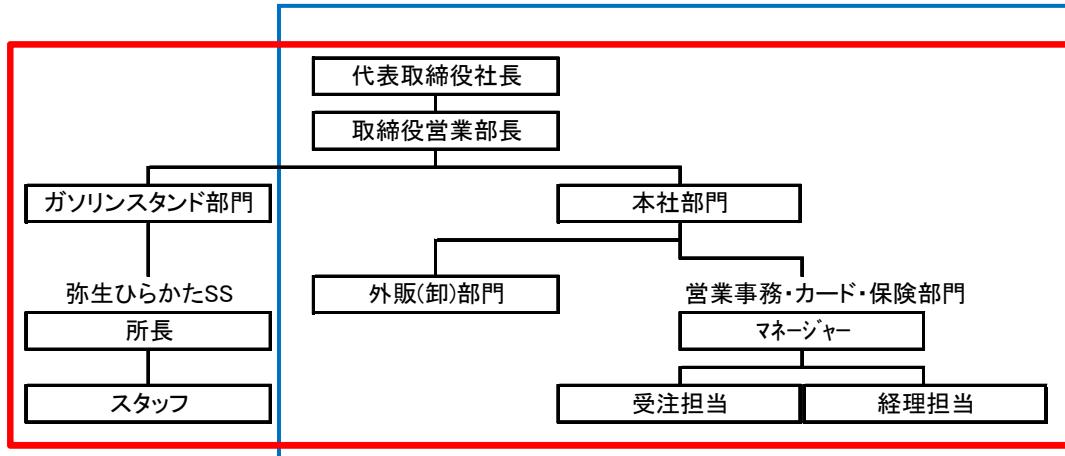 代表取締役社長
取締役営業部長
ガソリンスタンド部門
本社部門
弥生ひらかたSS
外販(卸)部門
営業事務・カード・保険部門
所長
ﾏﾈｰｼﾞｬｰ
スタッフ
受注担当
経理担当